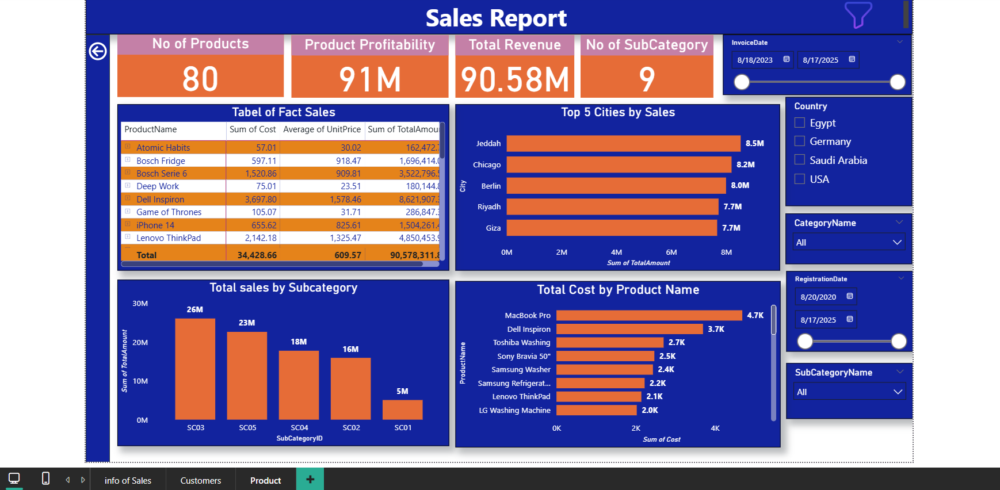 Sales Report
No of Products
80
Product Profitability
91M
Total Revenue
90.58M
No of SubCategory
9
InvoiceDate
8/18/2023 8/17/2025
Tabel of Fact Sales
ProductName Sum of Cost Average of UnitPrice Sum of TotalAmou
Atomic Habits 57.01 30.02 162,472.
Bosch Fridge 597.11 918.47 1,696,414.
Bosch Serie 6 1,520.86 909.81 3,522,796.
Deep Work 75.01 23.51 180,144.
Dell Inspiron 3,697.80 1,578.46 8,621,907.
Game of Thrones 105.07 31.71 286,847.
iPhone 14 655.62 825.61 1,504,261.
Lenovo ThinkPad 2,142.18 1,325.47 4,850,453.
Total 34,428.66 609.57 90,578,311.
Top 5 Cities by Sales
City
Jeddah 8.5M
Chicago 8.2M
Berlin 8.0M
Riyadh 7.7M
Giza 7.7M
0M 2M 4M 6M 8M
Sum of TotalAmount
Country
Egypt
Germany
Saudi Arabia
USA
CategoryName
All
Total sales by Subcategory
Sum of TotalAmount
30M
20M
10M
0M
26M
23M
18M
16M
5M
SC03 SC05 SC04 SC02 SC01
SubCategoryID
Total Cost by Product Name
ProductName
MacBook Pro 4.7K
Dell Inspiron 3.7K
Toshiba Washing 2.7K
Sony Bravia 50" 2.5K
Samsung Washer 2.4K
Samsung Refrigerat... 2.2K
Lenovo ThinkPad 2.1K
LG Washing Machine 2.0K
0K 2K 4K
Sum of Cost
RegistrationDate
8/20/2020
8/17/2025
SubCategoryName
All
info of Sales Customers Product +